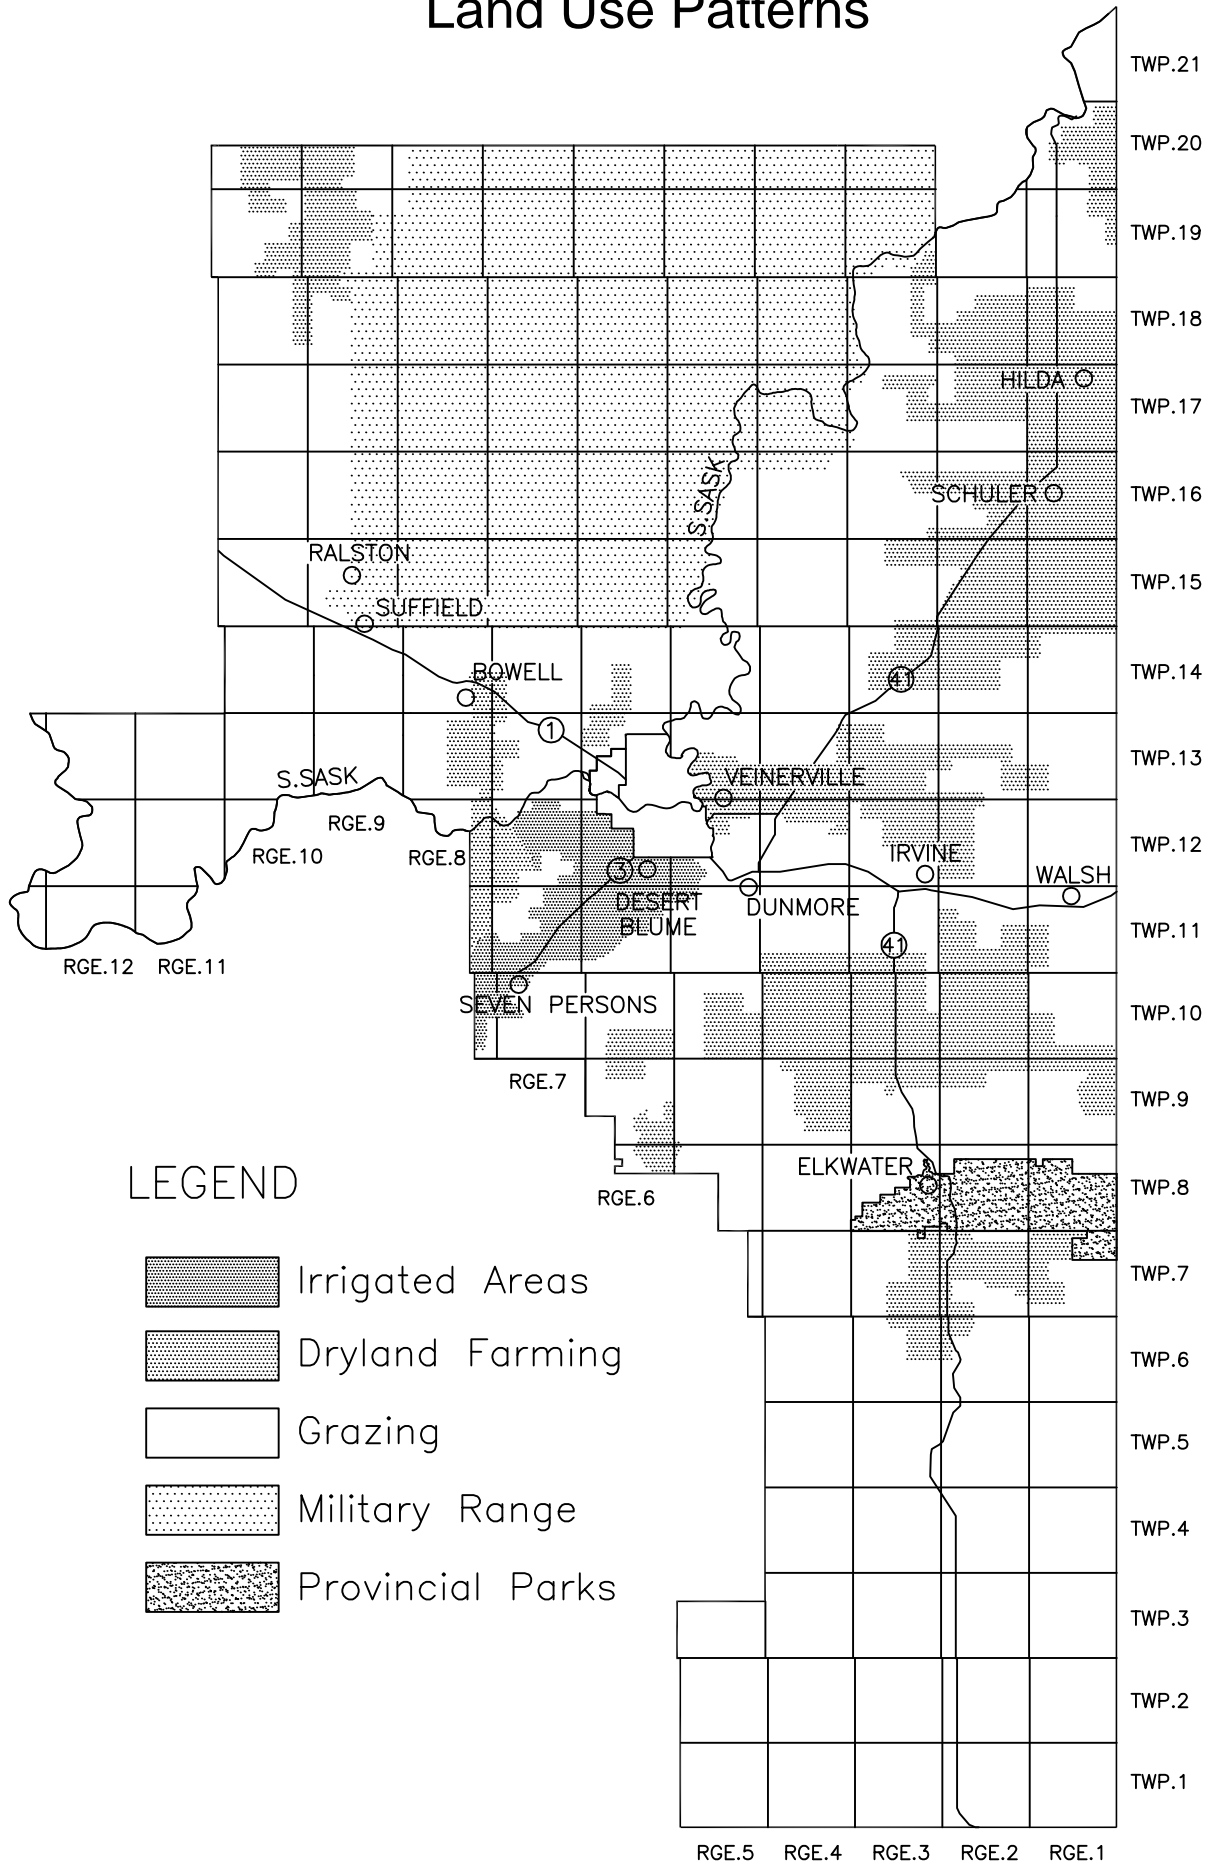 Land Use Patterns
TWP.21
TWP.20
TWP.19
TWP.18
HILDA
TWP.17
S.SASK
SCHULER
TWP.16
RALSTON
TWP.15
SUFFIELD
BOWELL
41
TWP.14
1
S.SASK
VEINERVILLE
TWP.13
RGE.9
RGE.10
RGE.8
IRVINE
TWP.12
3
WALSH
DESERT
BLUME
DUNMORE
41
TWP.11
RGE.12
RGE.11
SEVEN PERSONS
TWP.10
RGE.7
TWP.9
LEGEND
ELKWATER
RGE.6
TWP.8
Irrigated Areas
TWP.7
Dryland Farming
TWP.6
Grazing
TWP.5
Military Range
TWP.4
Provincial Parks
TWP.3
TWP.2
TWP.1
RGE.5
RGE.4
RGE.3
RGE.2
RGE.1